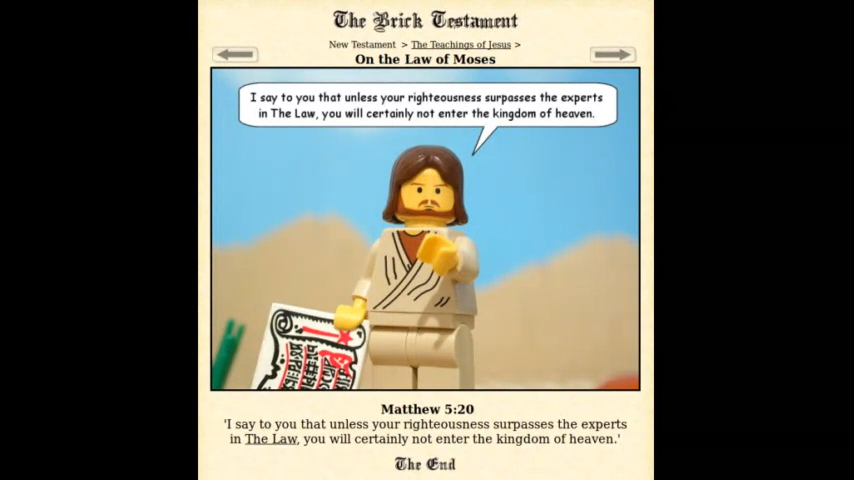 The Brick Testament
New Testament > The Teachings of Jesus >
On the Law of Moses
I say to you that unless your righteousness surpasses the experts
in The Law, you will certainly not enter the kingdom of heaven.
Matthew 5:20
'I say to you that unless your righteousness surpasses the experts
in The Law, you will certainly not enter the kingdom of heaven.'
The End